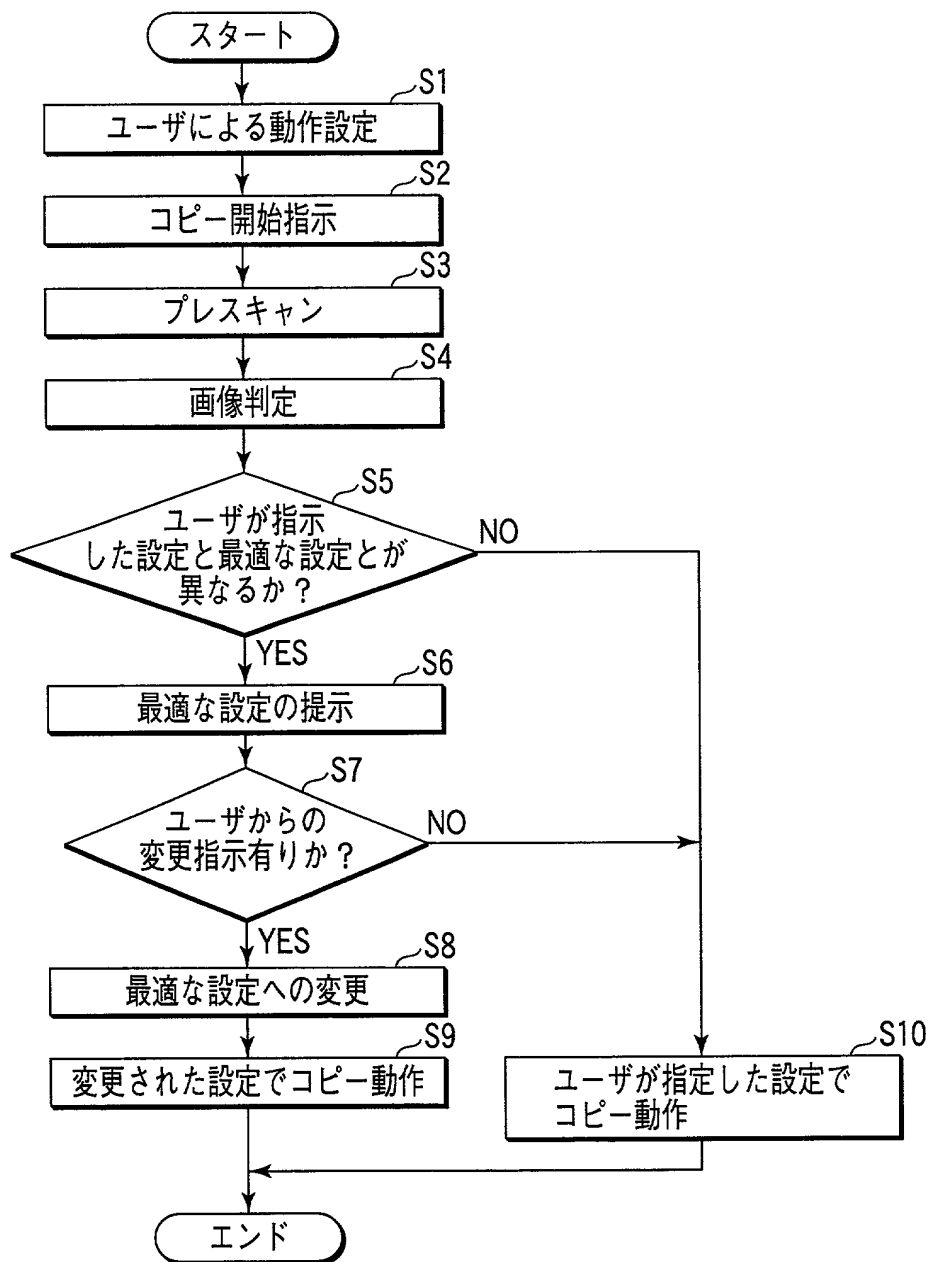 スタート
S1
ユーザによる動作設定
S2
コピー開始指示
S3
プレスキャン
S4
画像判定
S5
ユーザが指示
した設定と最適な設定とが
異なるか？
NO
YES
S6
最適な設定の提示
S7
ユーザからの
変更指示有りか？
NO
YES
S8
最適な設定への変更
S9
変更された設定でコピー動作
S10
ユーザが指定した設定で
コピー動作
エンド